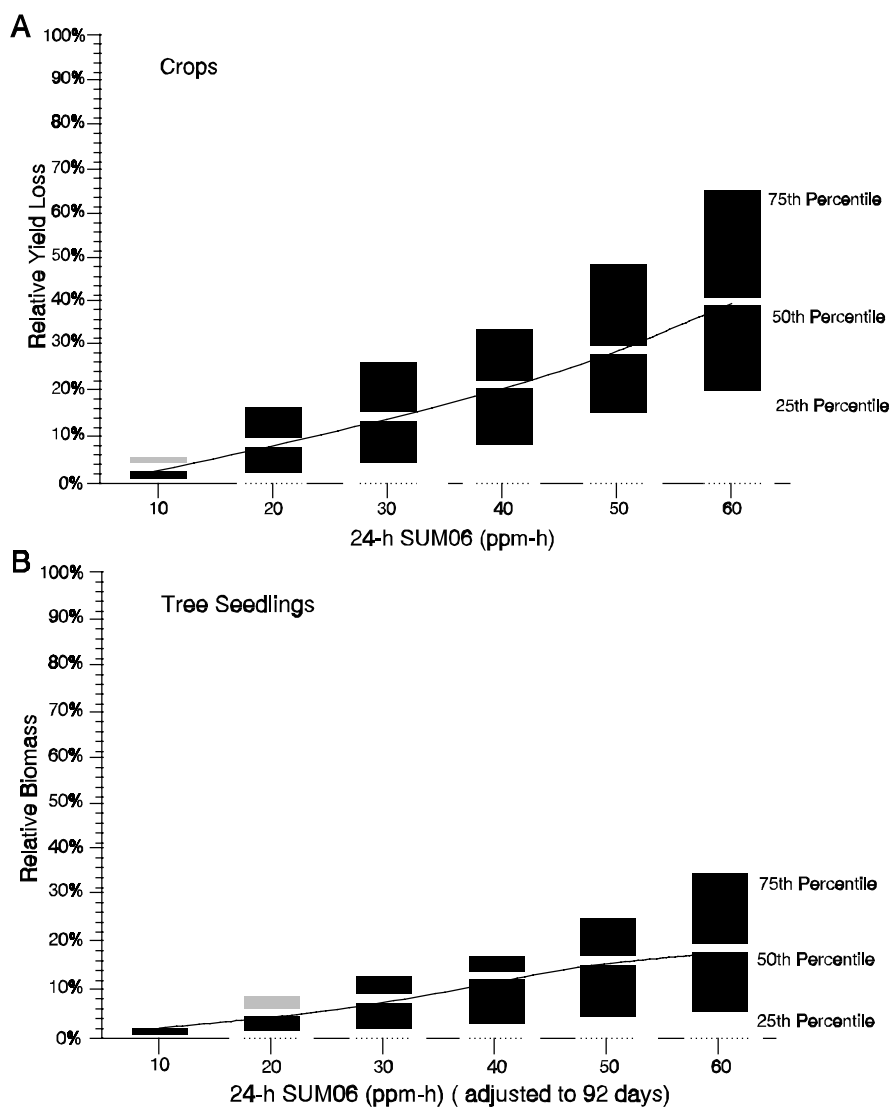 A
Crops
Relative Yield Loss
100%
90%
80%
70%
60%
50%
40%
30%
20%
10%
0%
75th Percentile
50th Percentile
25th Percentile
10 20 30 40 50 60
24-h SUM06 (ppm-h)
B
Tree Seedlings
Relative Biomass
100%
90%
80%
70%
60%
50%
40%
30%
20%
10%
0%
75th Percentile
50th Percentile
25th Percentile
10 20 30 40 50 60
24-h SUM06 (ppm-h) ( adjusted to 92 days)